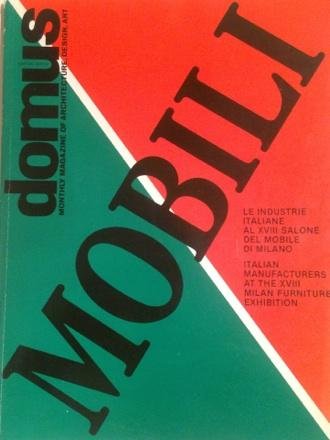 domus
MONTHLY MAGAZINE OF ARCHITECTURE, DESIGN, ART
MOBILI
LE INDUSTRIE
ITALIANE
AL XVIII SALONE
DEL MOBILE
DI MILANO
ITALIAN
MANUFACTURERS
AT THE XVIII
MILAN FURNITURE
EXHIBITION